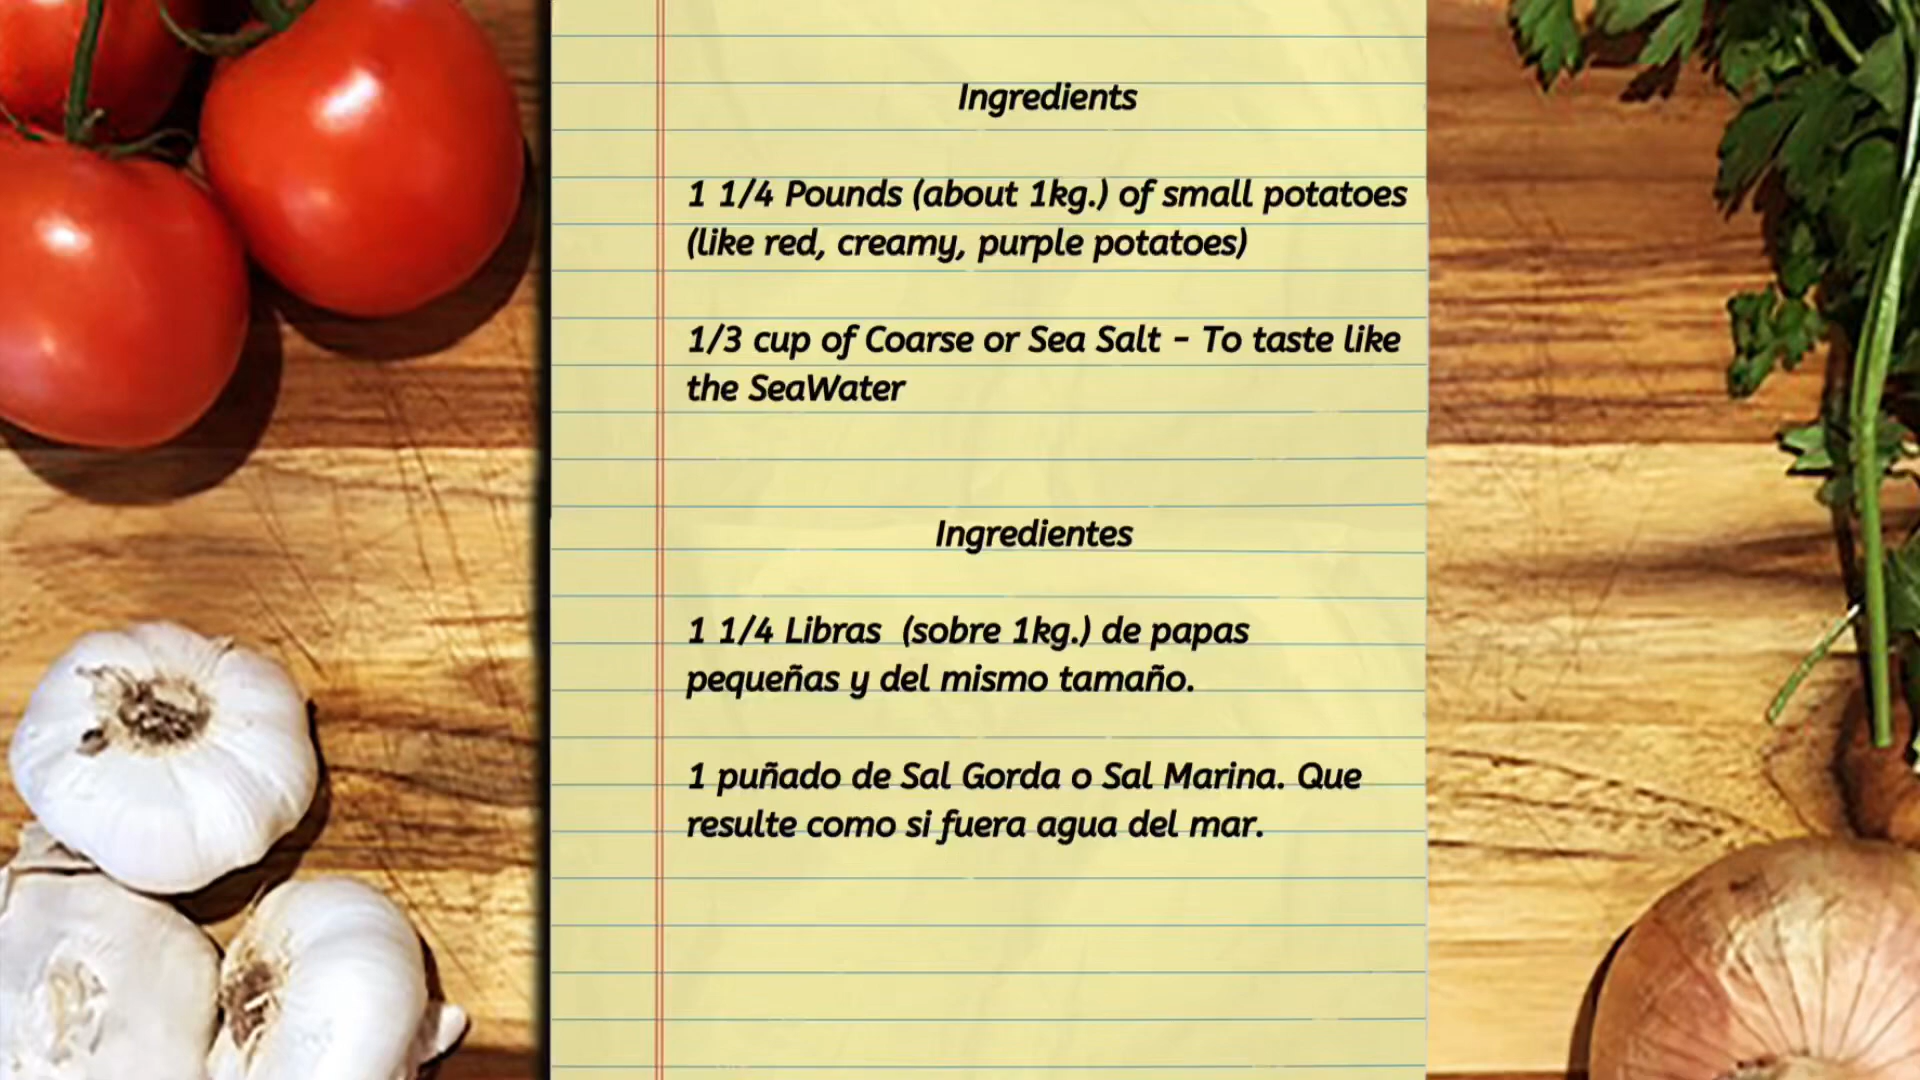 Ingredients
1 1/4 Pounds (about 1kg.) of small potatoes
(like red, creamy, purple potatoes)
1/3 cup of Coarse or Sea Salt - To taste like
the SeaWater
Ingredientes
1 1/4 Libras  (sobre 1kg.) de papas
pequeñas y del mismo tamaño.
1 puñado de Sal Gorda o Sal Marina. Que
resulte como si fuera agua del mar.